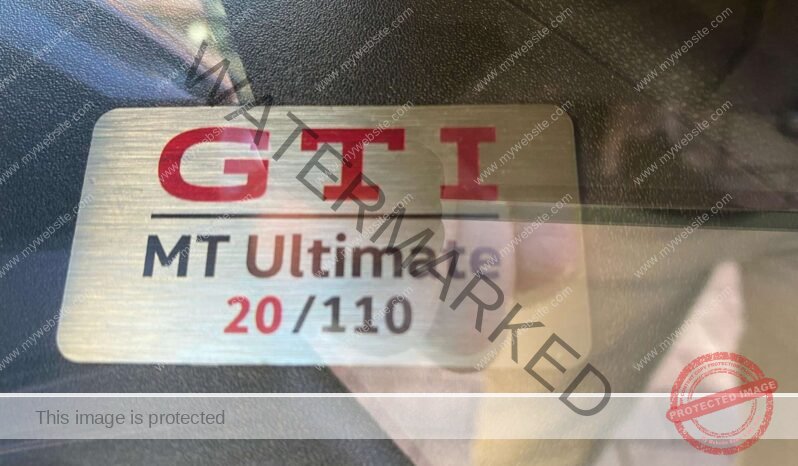 GTI
MT Ultimate
20/110
WATERMARKED
www.mywebsite.com
This image is protected
PROTECTED IMAGE